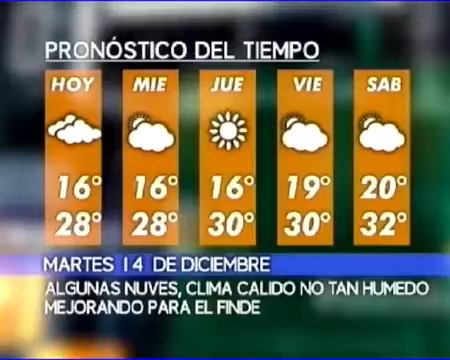 PRONÓSTICO DEL TIEMPO
HOY MIE JUE VIE SAB
16° 16° 16° 19° 20°
28° 28° 30° 30° 32°
MARTES 14 DE DICIEMBRE
ALGUNAS NUVES, CLIMA CALIDO NO TAN HUMEDO
MEJORANDO PARA EL FINDE